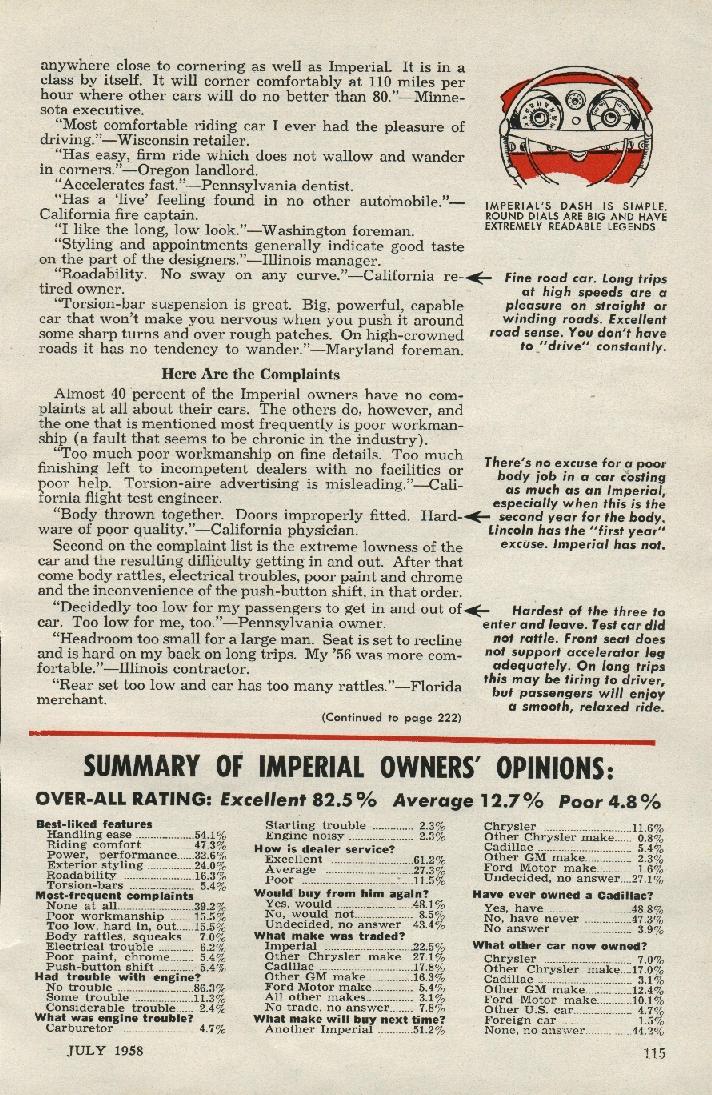 anywhere close to cornering as well as Imperial. It is in a
class by itself. It will corner comfortably at 110 miles per
hour where other cars will do no better than 80."—Minne-
sota executive.
"Most comfortable riding car I ever had the pleasure of
driving."—Wisconsin retailer.
"Has easy, firm ride which does not wallow and wander
in corners."—Oregon landlord.
"Accelerates fast."—Pennsylvania dentist.
"Has a 'live' feeling found in no other automobile."—
California fire captain.
"I like the long, low look."—Washington foreman.
"Styling and appointments generally indicate good taste
on the part of the designers."—Illinois manager.
"Roadability. No sway on any curve."—California re-
tired owner.
"Torsion-bar suspension is great. Big, powerful, capable
car that won't make you nervous when you push it around
some sharp turns and over rough patches. On high-crowned
roads it has no tendency to wander."—Maryland foreman.
Here Are the Complaints
Almost 40 percent of the Imperial owners have no com-
plaints at all about their cars. The others do, however, and
the one that is mentioned most frequently is poor workman-
ship (a fault that seems to be chronic in the industry).
"Too much poor workmanship on fine details. Too much
finishing left to incompetent dealers with no facilities or
poor help. Torsion-aire advertising is misleading."—Cali-
fornia flight test engineer.
"Body thrown together. Doors improperly fitted. Hard-
ware of poor quality."—California physician.
Second on the complaint list is the extreme lowness of the
car and the resulting difficulty getting in and out. After that
come body rattles, electrical troubles, poor paint and chrome
and the inconvenience of the push-button shift, in that order.
"Decidedly too low for my passengers to get in and out of
car. Too low for me, too."—Pennsylvania owner.
"Headroom too small for a large man. Seat is set to recline
and is hard on my back on long trips. My '56 was more com-
fortable."—Illinois contractor.
"Rear set too low and car has too many rattles."—Florida
merchant.
(Continued to page 222)
IMPERIAL'S DASH IS SIMPLE.
ROUND DIALS ARE BIG AND HAVE
EXTREMELY READABLE LEGENDS
Fine road car. Long trips
at high speeds are a
pleasure on straight or
winding roads. Excellent
road sense. You don't have
to "drive" constantly.
There's no excuse for a poor
body job in a car costing
as much as an Imperial,
especially when this is the
second year for the body.
Lincoln has the "first year"
excuse. Imperial has not.
Hardest of the three to
enter and leave. Test car did
not rattle. Front seat does
not support accelerator leg
adequately. On long trips
this may be tiring to driver,
but passengers will enjoy
a smooth, relaxed ride.
SUMMARY OF IMPERIAL OWNERS' OPINIONS:
OVER-ALL RATING: Excellent 82.5% Average 12.7% Poor 4.8%
Best-liked features
Handling ease 54.1%
Riding comfort 47.3%
Power, performance 32.6%
Exterior styling 24.0%
Roadability 16.3%
Torsion-bars 5.4%
Most-frequent complaints
None at all 39.2%
Poor workmanship 15.5%
Too low, hard in, out 15.5%
Body rattles, squeaks 7.0%
Electrical trouble 6.2%
Poor paint, chrome 5.4%
Push-button shift 5.4%
Had trouble with engine?
No trouble 86.3%
Some trouble 11.3%
Considerable trouble 2.4%
What was engine trouble?
Carburetor 4.7%
Starting trouble 2.3%
Engine noisy 2.3%
How is dealer service?
Excellent 61.2%
Average 27.3%
Poor 11.5%
Would buy from him again?
Yes, would 48.1%
No, would not 8.5%
Undecided, no answer 43.4%
What make was traded?
Imperial 22.5%
Other Chrysler make 27.1%
Cadillac 17.8%
Other GM make 16.3%
Ford Motor make 5.4%
All other makes 3.1%
No trade, no answer 7.8%
What make will buy next time?
Another Imperial 51.2%
Chrysler 11.6%
Other Chrysler make 0.8%
Cadillac 5.4%
Other GM make 2.3%
Ford Motor make 1.6%
Undecided, no answer 27.1%
Have ever owned a Cadillac?
Yes, have 48.8%
No, have never 47.3%
No answer 3.9%
What other car now owned?
Chrysler 7.0%
Other Chrysler make 17.0%
Cadillac 3.1%
Other GM make 12.4%
Ford Motor make 10.1%
Other U.S. car 4.7%
Foreign car 1.5%
None, no answer 44.2%
JULY 1958
115